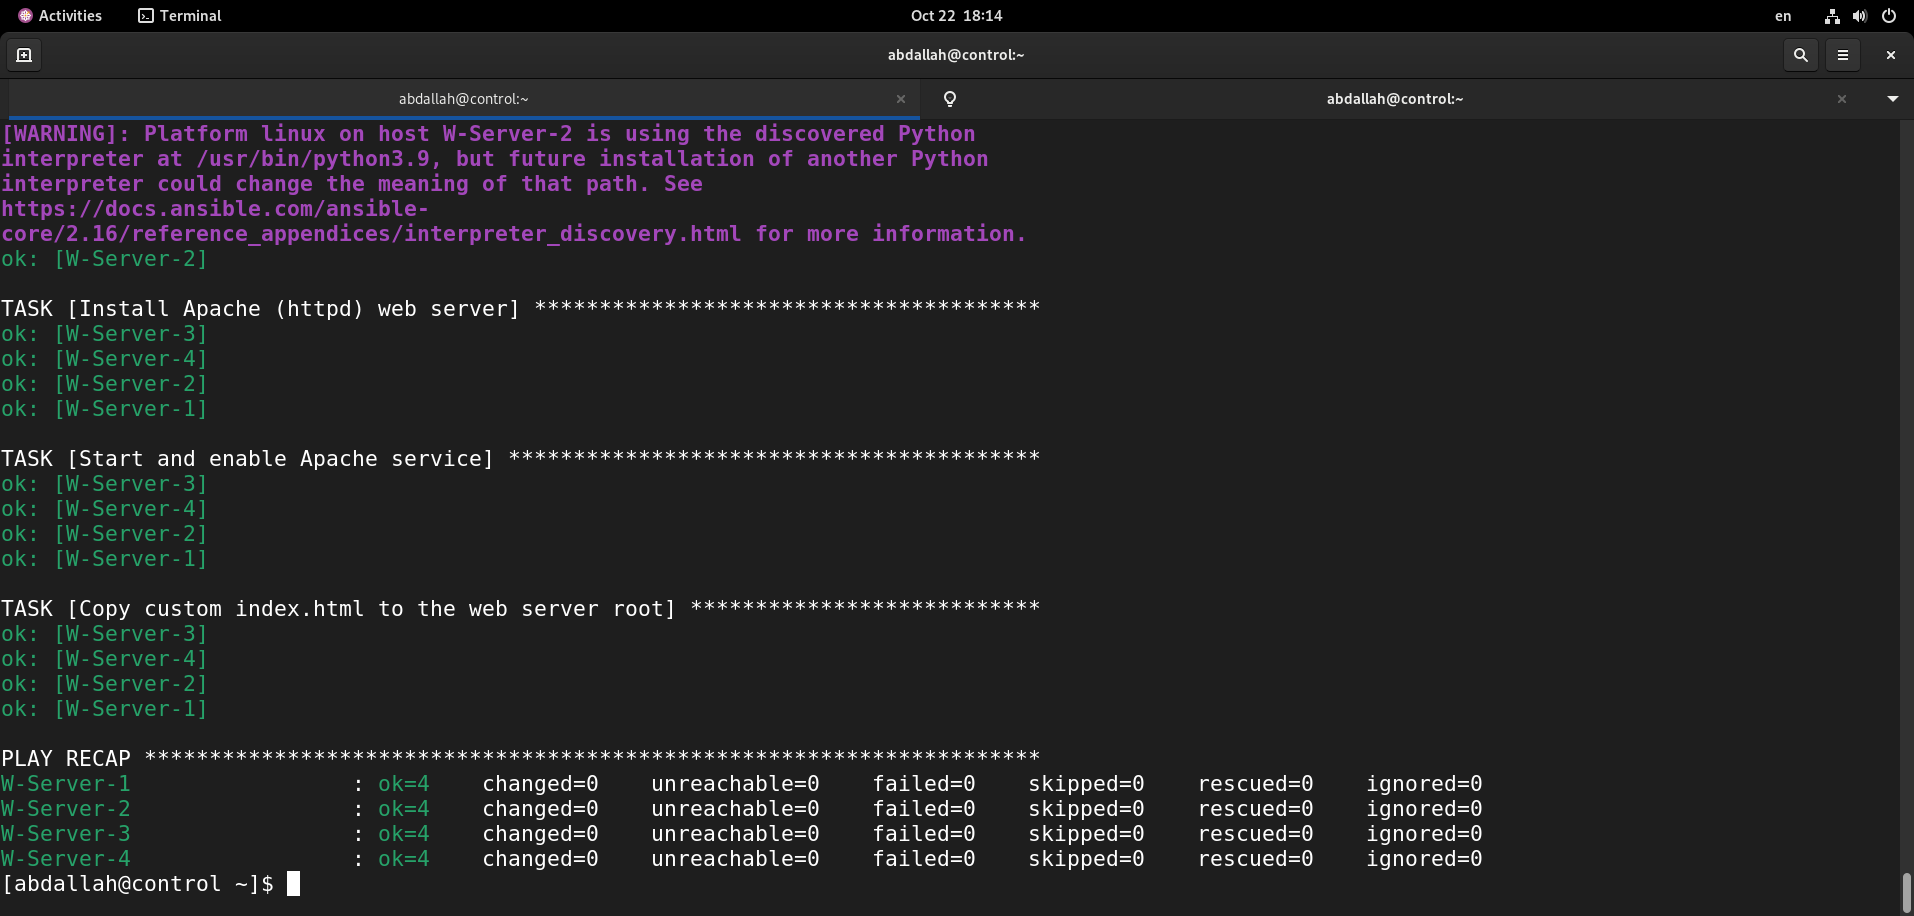 Activities Terminal Oct 22 18:14 en
abdallah@control:~
abdallah@control:~ abdallah@control:~
[WARNING]: Platform linux on host W-Server-2 is using the discovered Python
interpreter at /usr/bin/python3.9, but future installation of another Python
interpreter could change the meaning of that path. See
https://docs.ansible.com/ansible-
core/2.16/reference_appendices/interpreter_discovery.html for more information.
ok: [W-Server-2]
TASK [Install Apache (httpd) web server] ***************************************
ok: [W-Server-3]
ok: [W-Server-4]
ok: [W-Server-2]
ok: [W-Server-1]
TASK [Start and enable Apache service] *****************************************
ok: [W-Server-3]
ok: [W-Server-4]
ok: [W-Server-2]
ok: [W-Server-1]
TASK [Copy custom index.html to the web server root] ***************************
ok: [W-Server-3]
ok: [W-Server-4]
ok: [W-Server-2]
ok: [W-Server-1]
PLAY RECAP *********************************************************************
W-Server-1                 : ok=4    changed=0    unreachable=0    failed=0    skipped=0    rescued=0    ignored=0
W-Server-2                 : ok=4    changed=0    unreachable=0    failed=0    skipped=0    rescued=0    ignored=0
W-Server-3                 : ok=4    changed=0    unreachable=0    failed=0    skipped=0    rescued=0    ignored=0
W-Server-4                 : ok=4    changed=0    unreachable=0    failed=0    skipped=0    rescued=0    ignored=0
[abdallah@control ~]$